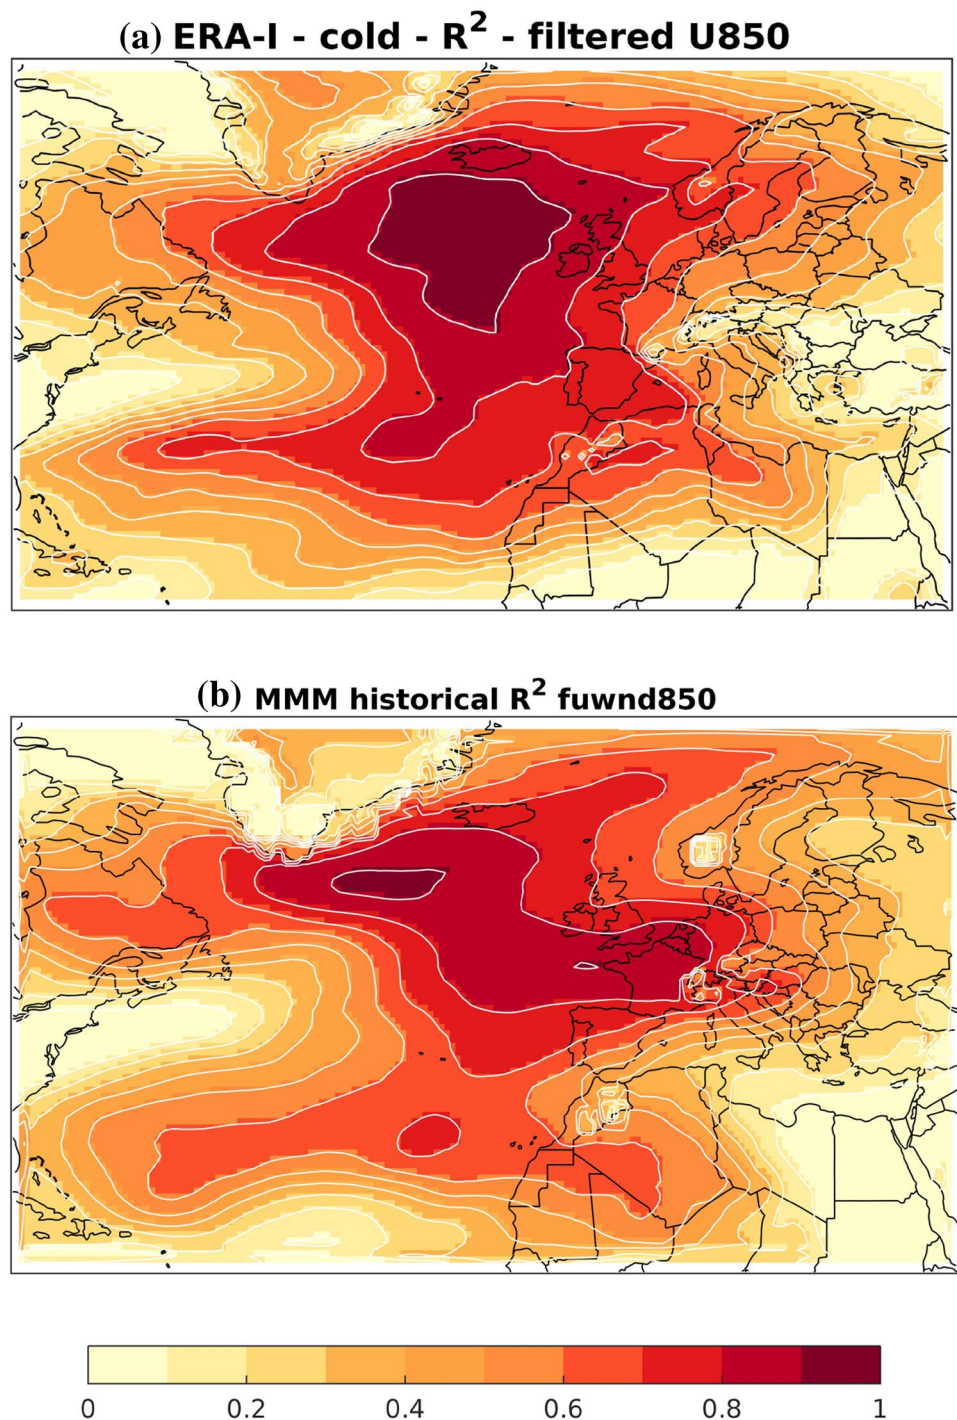 (a) ERA-I - cold - R² - filtered U850
(b) MMM historical R² fuwnd850
0 0.2 0.4 0.6 0.8 1